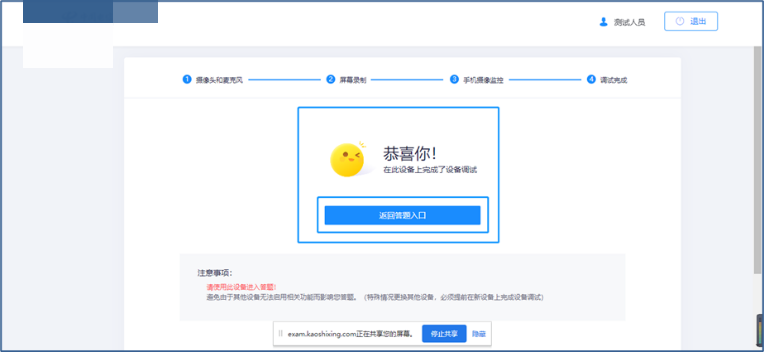 测试人员
退出
1 摄像头和麦克风 2 屏幕录制 3 手机摄像监控 4 调试完成
恭喜你！
在此设备上完成了设备调试
返回答题入口
注意事项：
请使用此设备进入答题！
避免由于其他设备无法启用相关功能而影响您答题。（特殊情况更换其他设备，必须提前在新设备上完成设备调试）
exam.kaoshixing.com正在共享您的屏幕。 停止共享 隐藏